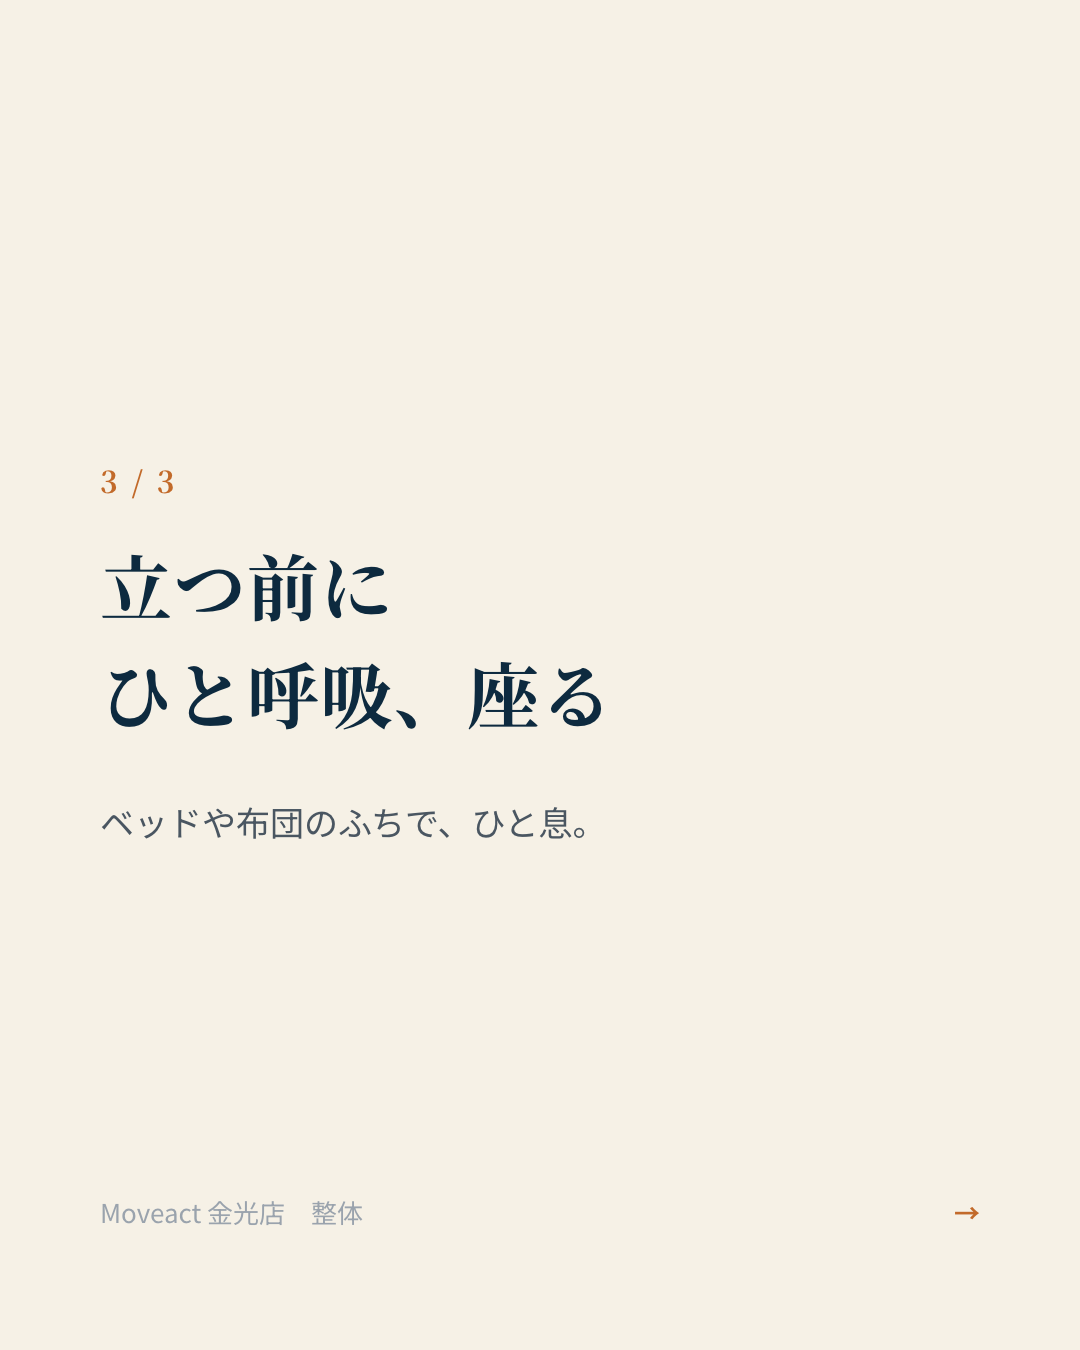 3 / 3
立つ前に
ひと呼吸、座る
ベッドや布団のふちで、ひと息。
Moveact 金光店　整体
→